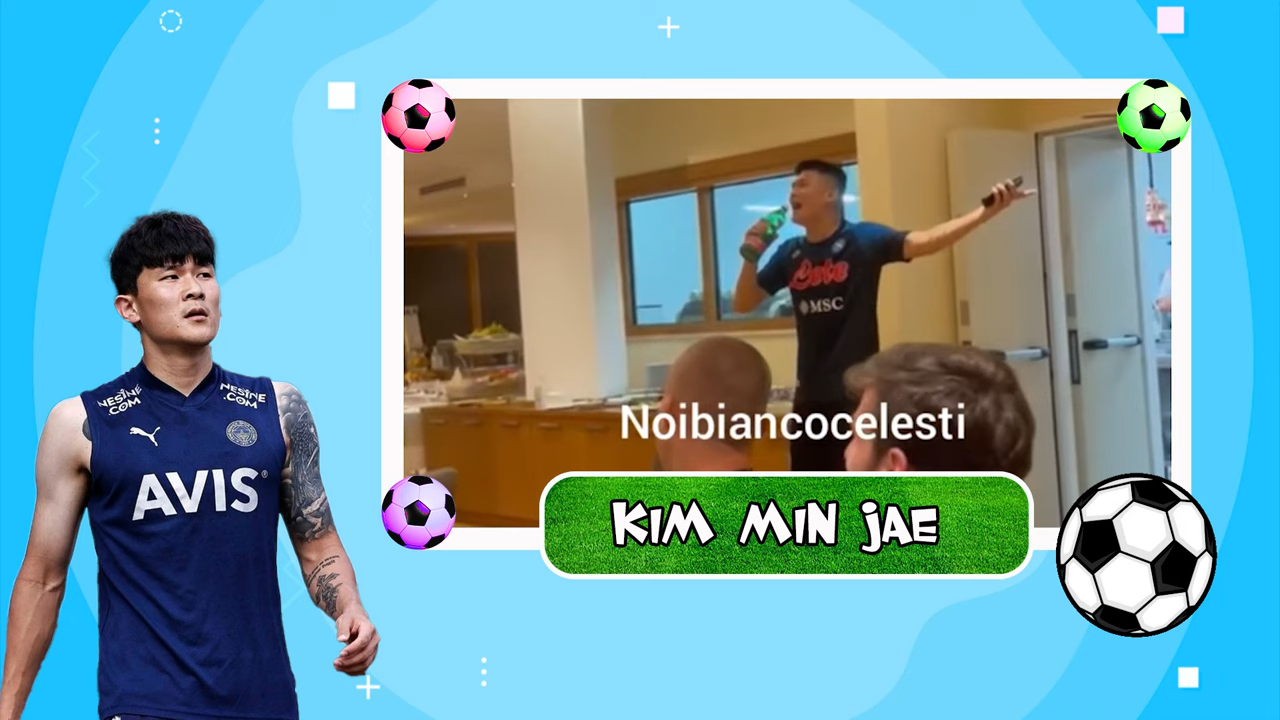 NESINE
.COM
NESINE
.COM
AVIS
Lete
MSC
Noibiancocelesti
KIM MIN JAE